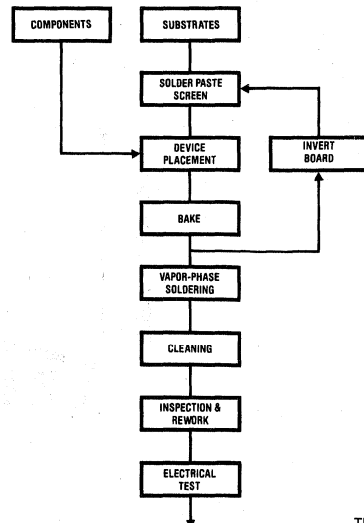 COMPONENTS
SUBSTRATES
SOLDER PASTE
SCREEN
DEVICE
PLACEMENT
INVERT
BOARD
BAKE
VAPOR-PHASE
SOLDERING
CLEANING
INSPECTION &
REWORK
ELECTRICAL
TEST